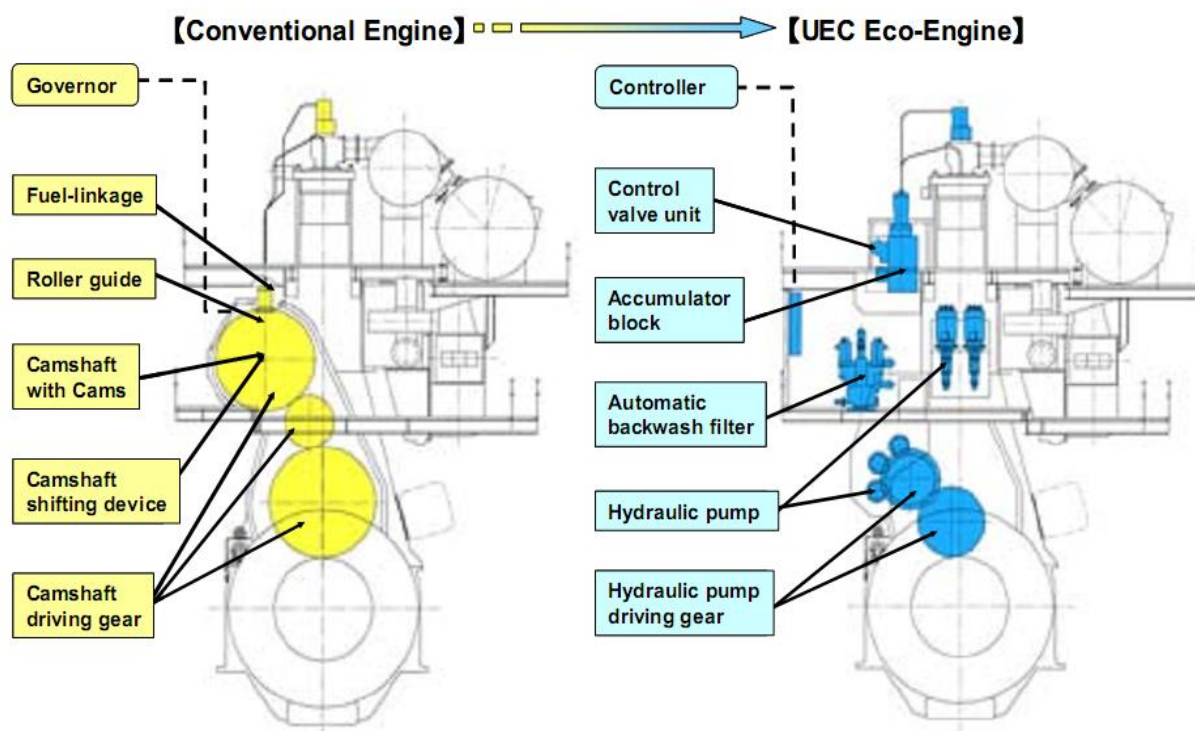 【Conventional Engine】
【UEC Eco-Engine】
Governor
Fuel-linkage
Roller guide
Camshaft
with Cams
Camshaft
shifting device
Camshaft
driving gear
Controller
Control
valve unit
Accumulator
block
Automatic
backwash filter
Hydraulic pump
Hydraulic pump
driving gear